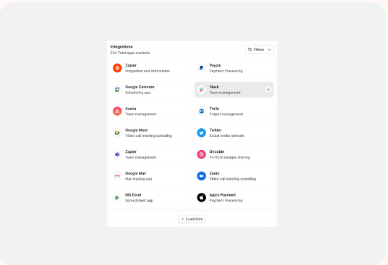 Integrations
234 Total apps available
Filters
Zapier
Integration and Automation
Paypal
Payment Processing
Google Calendar
Scheduling app
Slack
Team management
Asana
Team management
Trello
Project management
Google Meet
Video call meeting scheduling
Twitter
Social media network
Zapier
Team management
Dribbble
Portfolio designs sharing
Google Mail
Mail sharing app
Zoom
Video call meeting scheduling
MS Excel
Spreadsheet app
Apple Payment
Payment Processing
Load More